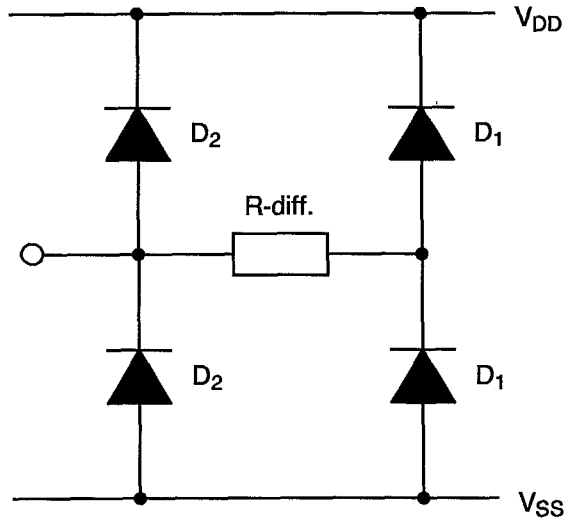 V_DD
D₂
D₁
R-diff.
D₂
D₁
V_SS